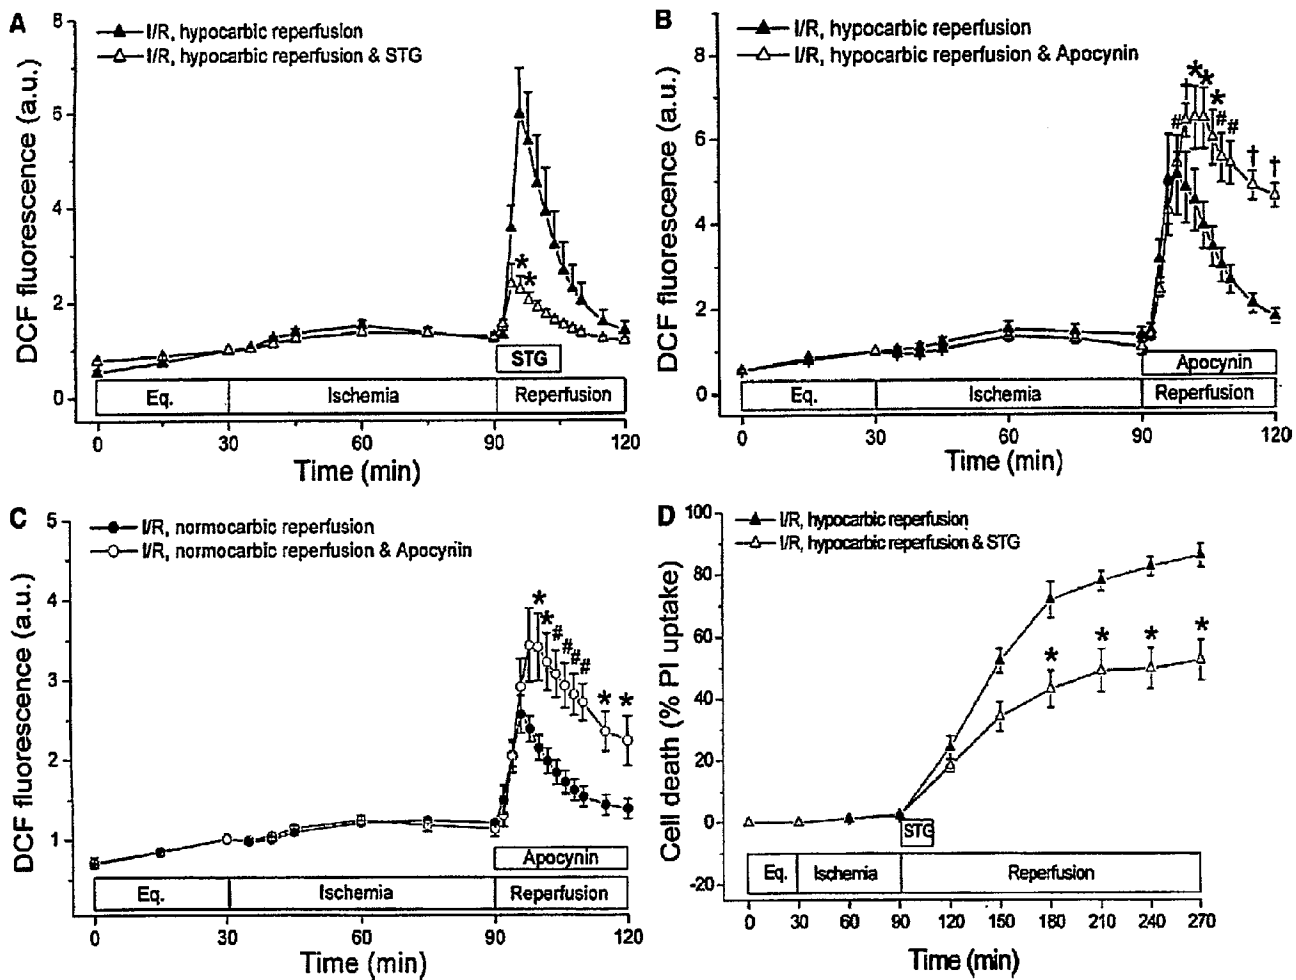 A
I/R, hypocarbic reperfusion
I/R, hypocarbic reperfusion & STG
DCF fluorescence (a.u.)
8
6
4
2
0
* *
STG
Eq. Ischemia Reperfusion
0 30 60 90 120
Time (min)
B
I/R, hypocarbic reperfusion
I/R, hypocarbic reperfusion & Apocynin
DCF fluorescence (a.u.)
8
6
4
2
0
# † * * * # # † †
Apocynin
Eq. Ischemia Reperfusion
0 30 60 90 120
Time (min)
C
I/R, normocarbic reperfusion
I/R, normocarbic reperfusion & Apocynin
DCF fluorescence (a.u.)
5
4
3
2
1
* * # # # # * *
Apocynin
Eq. Ischemia Reperfusion
0 30 60 90 120
Time (min)
D
I/R, hypocarbic reperfusion
I/R, hypocarbic reperfusion & STG
Cell death (% PI uptake)
100
80
60
40
20
0
-20
* * * *
STG
Eq. Ischemia Reperfusion
0 30 60 90 120 150 180 210 240 270
Time (min)